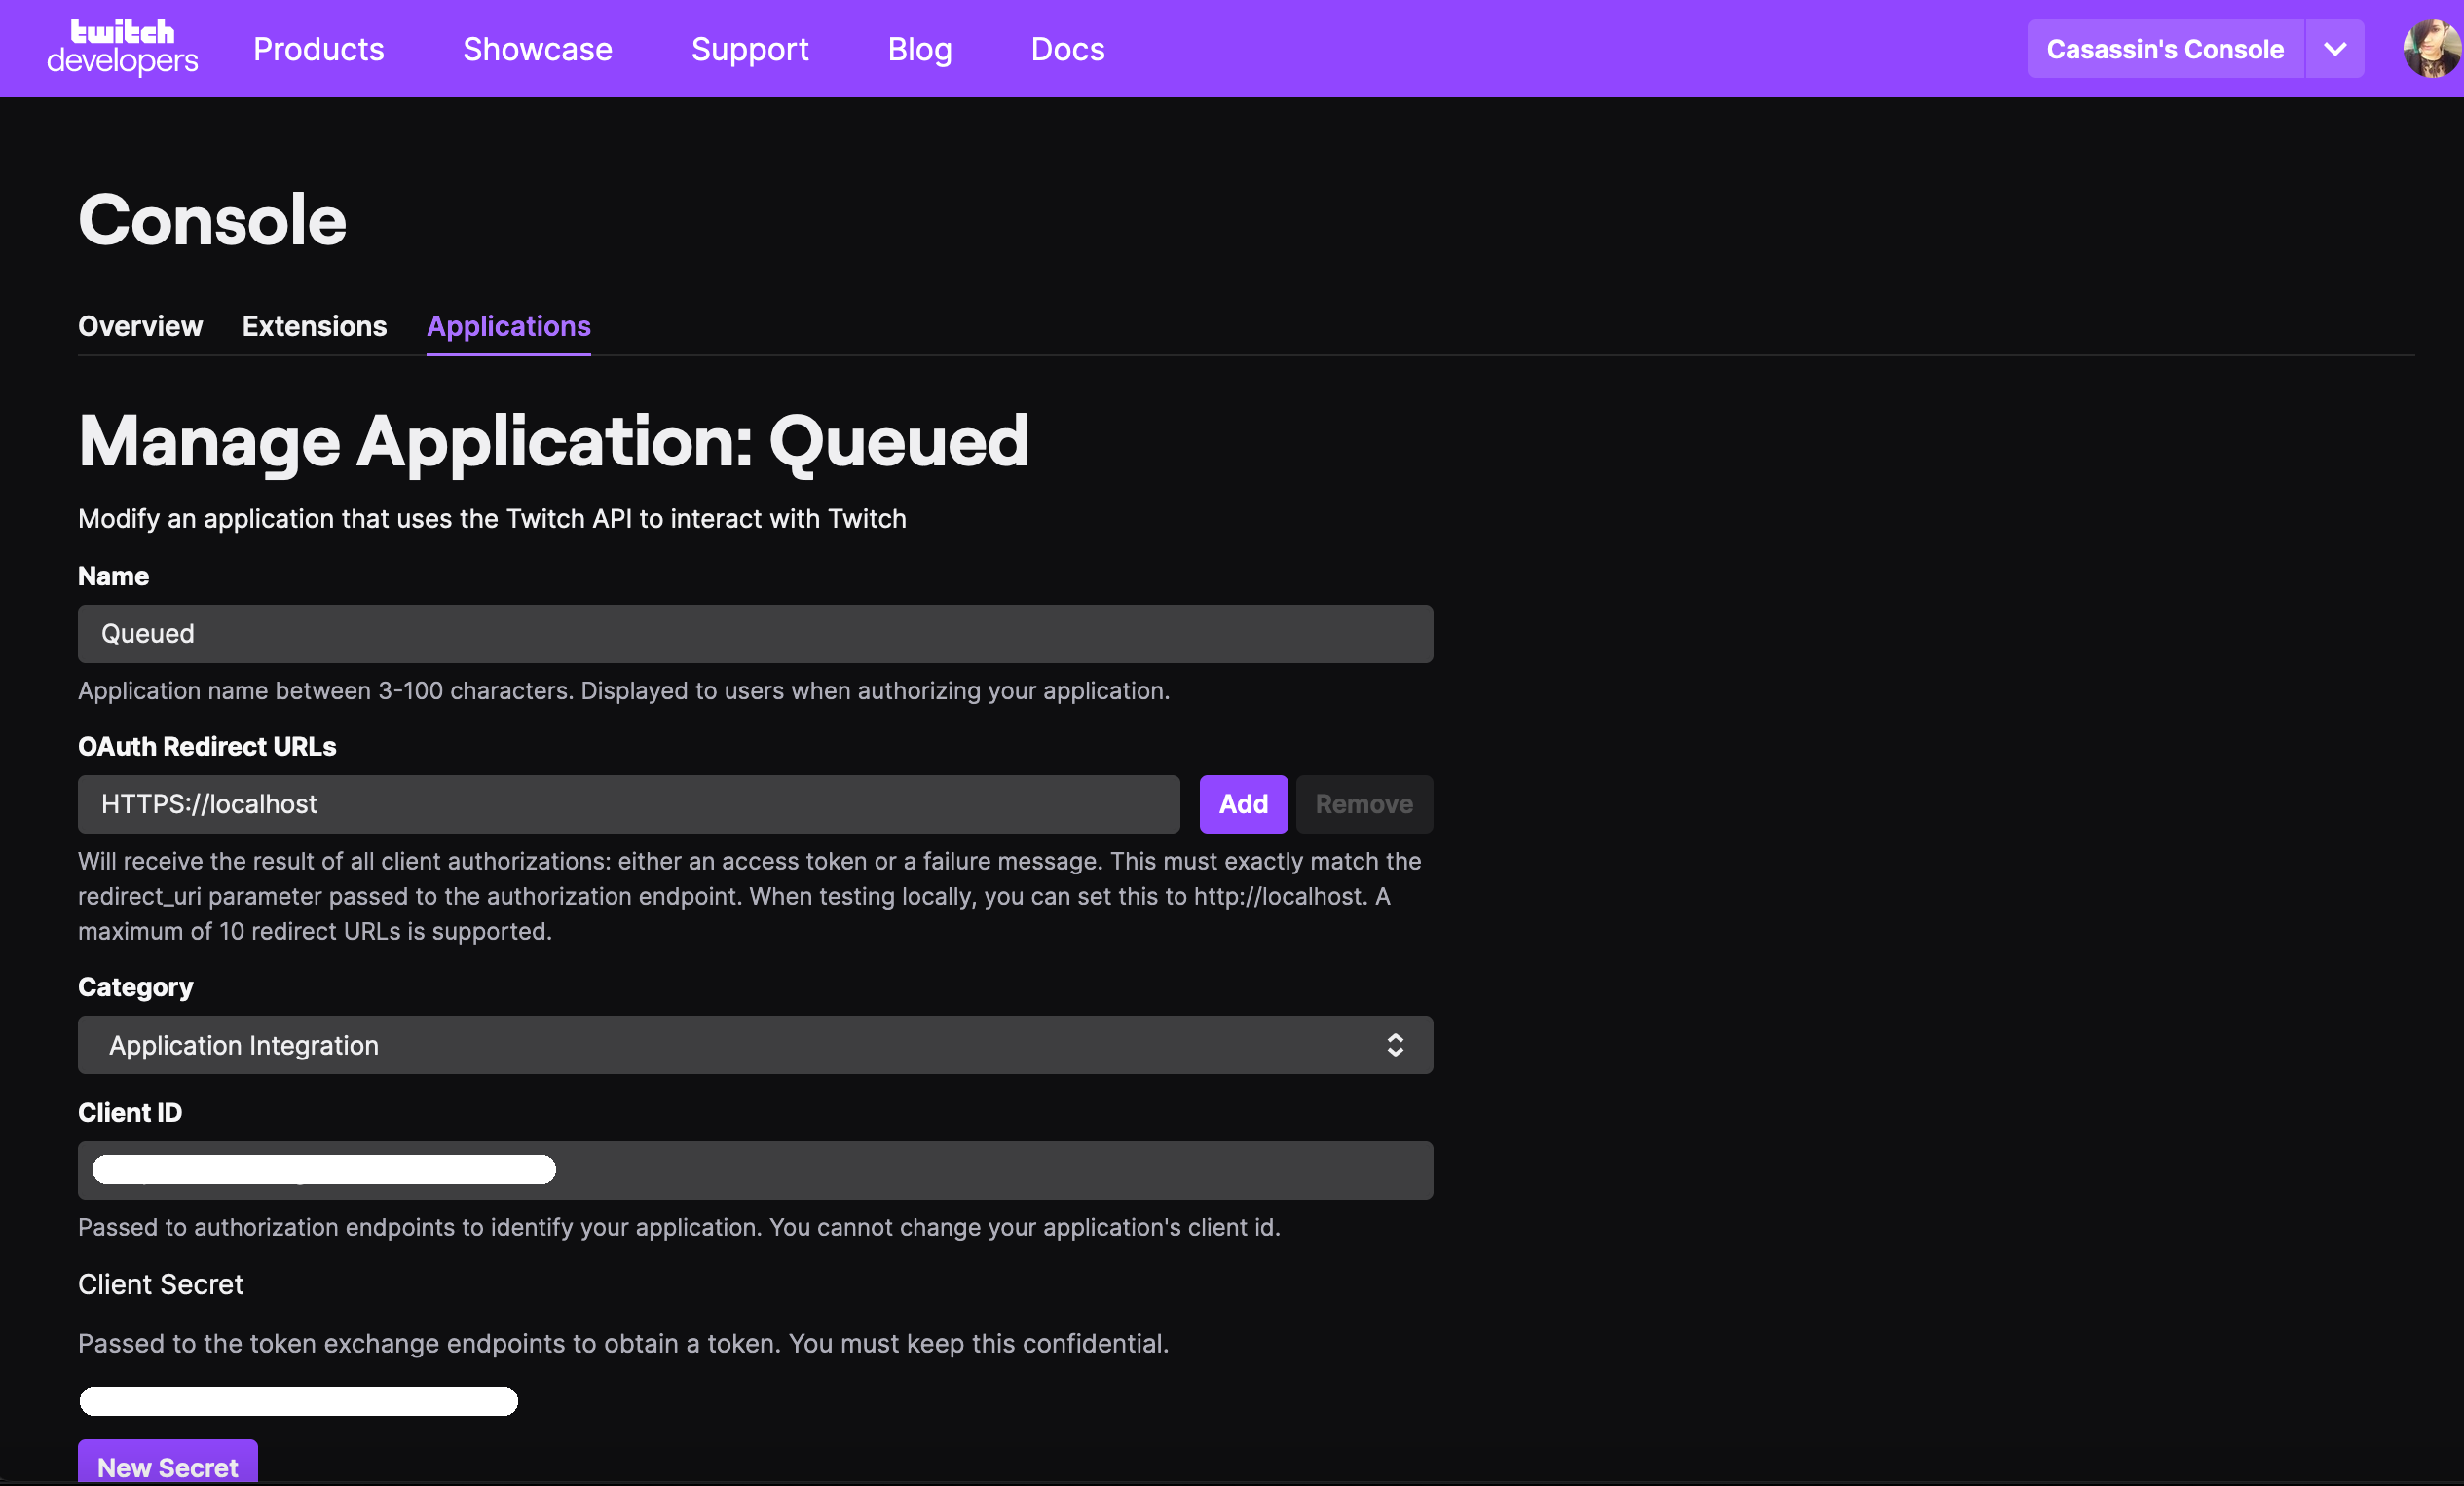 twitch
developers
Products
Showcase
Support
Blog
Docs
Casassin's Console
Console
Overview
Extensions
Applications
Manage Application: Queued
Modify an application that uses the Twitch API to interact with Twitch
Name
Queued
Application name between 3-100 characters. Displayed to users when authorizing your application.
OAuth Redirect URLs
HTTPS://localhost
Add
Remove
Will receive the result of all client authorizations: either an access token or a failure message. This must exactly match the
redirect_uri parameter passed to the authorization endpoint. When testing locally, you can set this to http://localhost. A
maximum of 10 redirect URLs is supported.
Category
Application Integration
Client ID
Passed to authorization endpoints to identify your application. You cannot change your application's client id.
Client Secret
Passed to the token exchange endpoints to obtain a token. You must keep this confidential.
New Secret